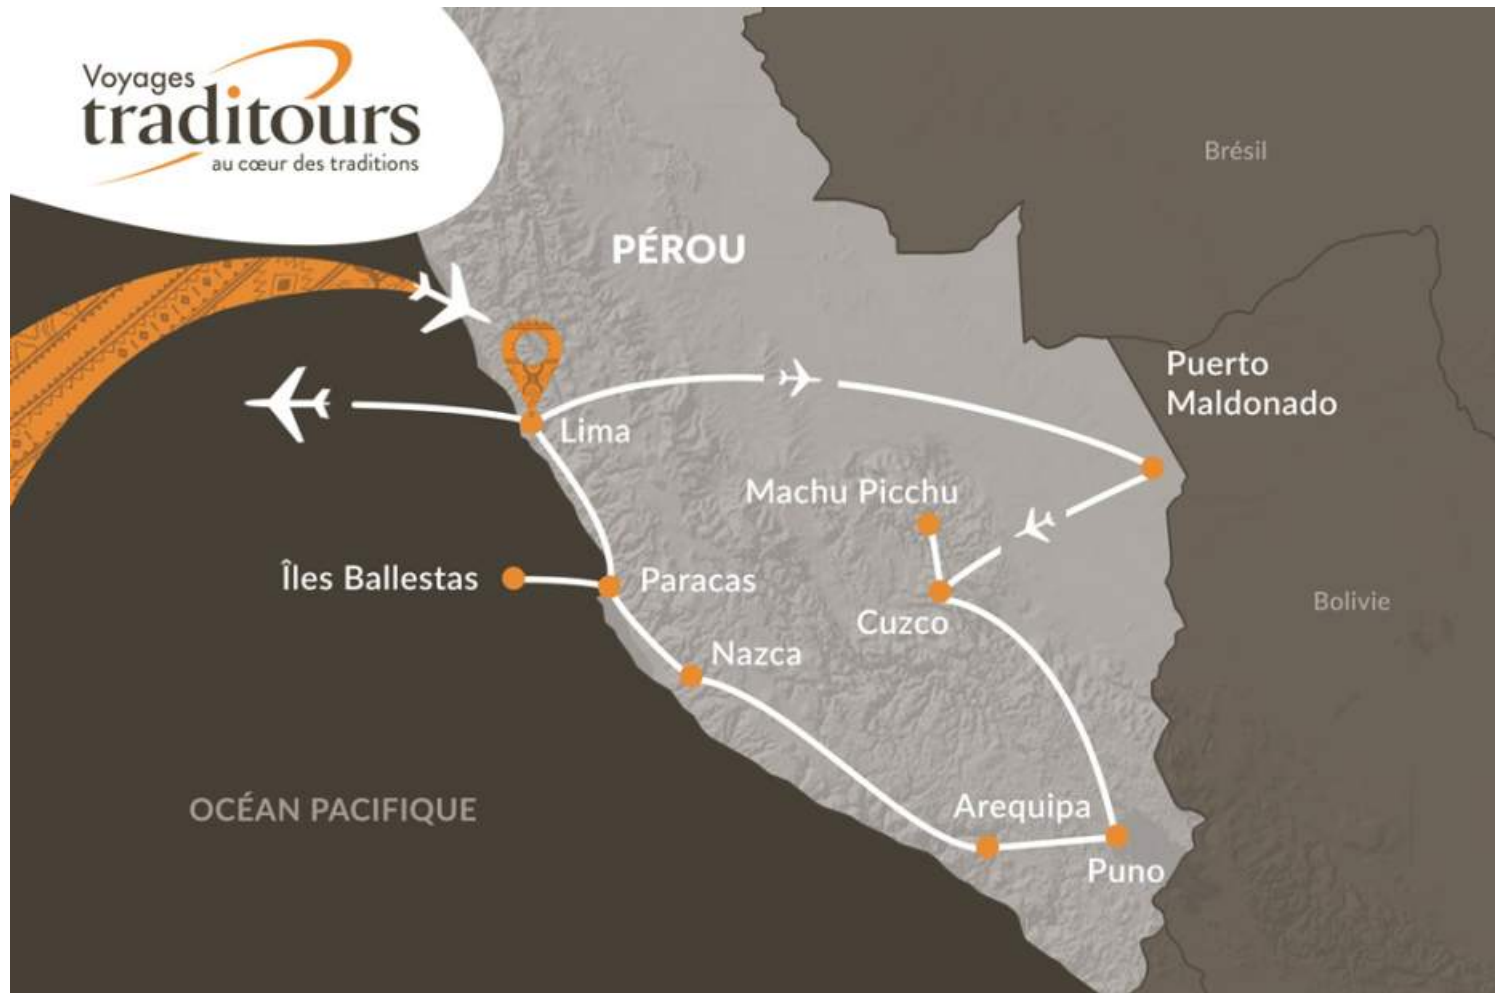 Voyages
traditours
au cœur des traditions
Brésil
PÉROU
Puerto
Maldonado
Lima
Machu Picchu
Îles Ballestas
Paracas
Bolivie
Cuzco
Nazca
OCÉAN PACIFIQUE
Arequipa
Puno